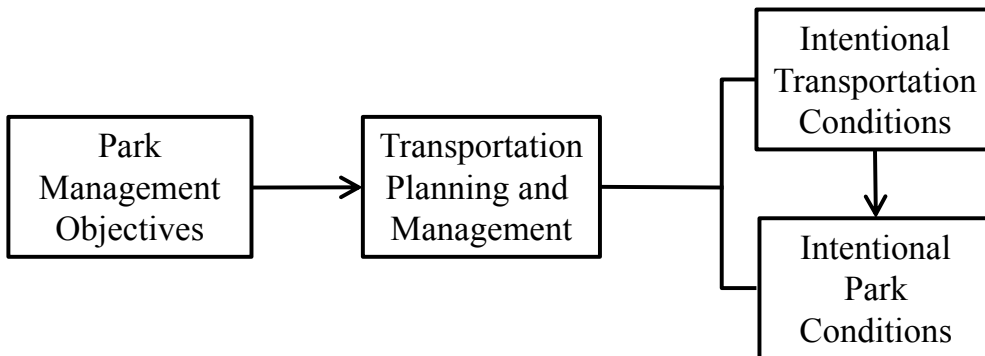 Park
Management
Objectives
Transportation
Planning and
Management
Intentional
Transportation
Conditions
Intentional
Park
Conditions